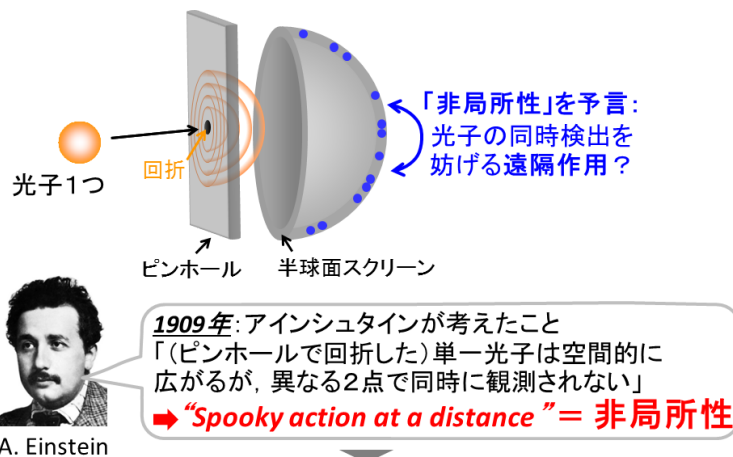 「非局所性」を予言:
光子の同時検出を
妨げる遠隔作用？
回折
光子１つ
ピンホール
半球面スクリーン
1909年:アインシュタインが考えたこと
「(ピンホールで回折した)単一光子は空間的に
広がるが, 異なる２点で同時に観測されない」
➡ “Spooky action at a distance ”＝ 非局所性
A. Einstein